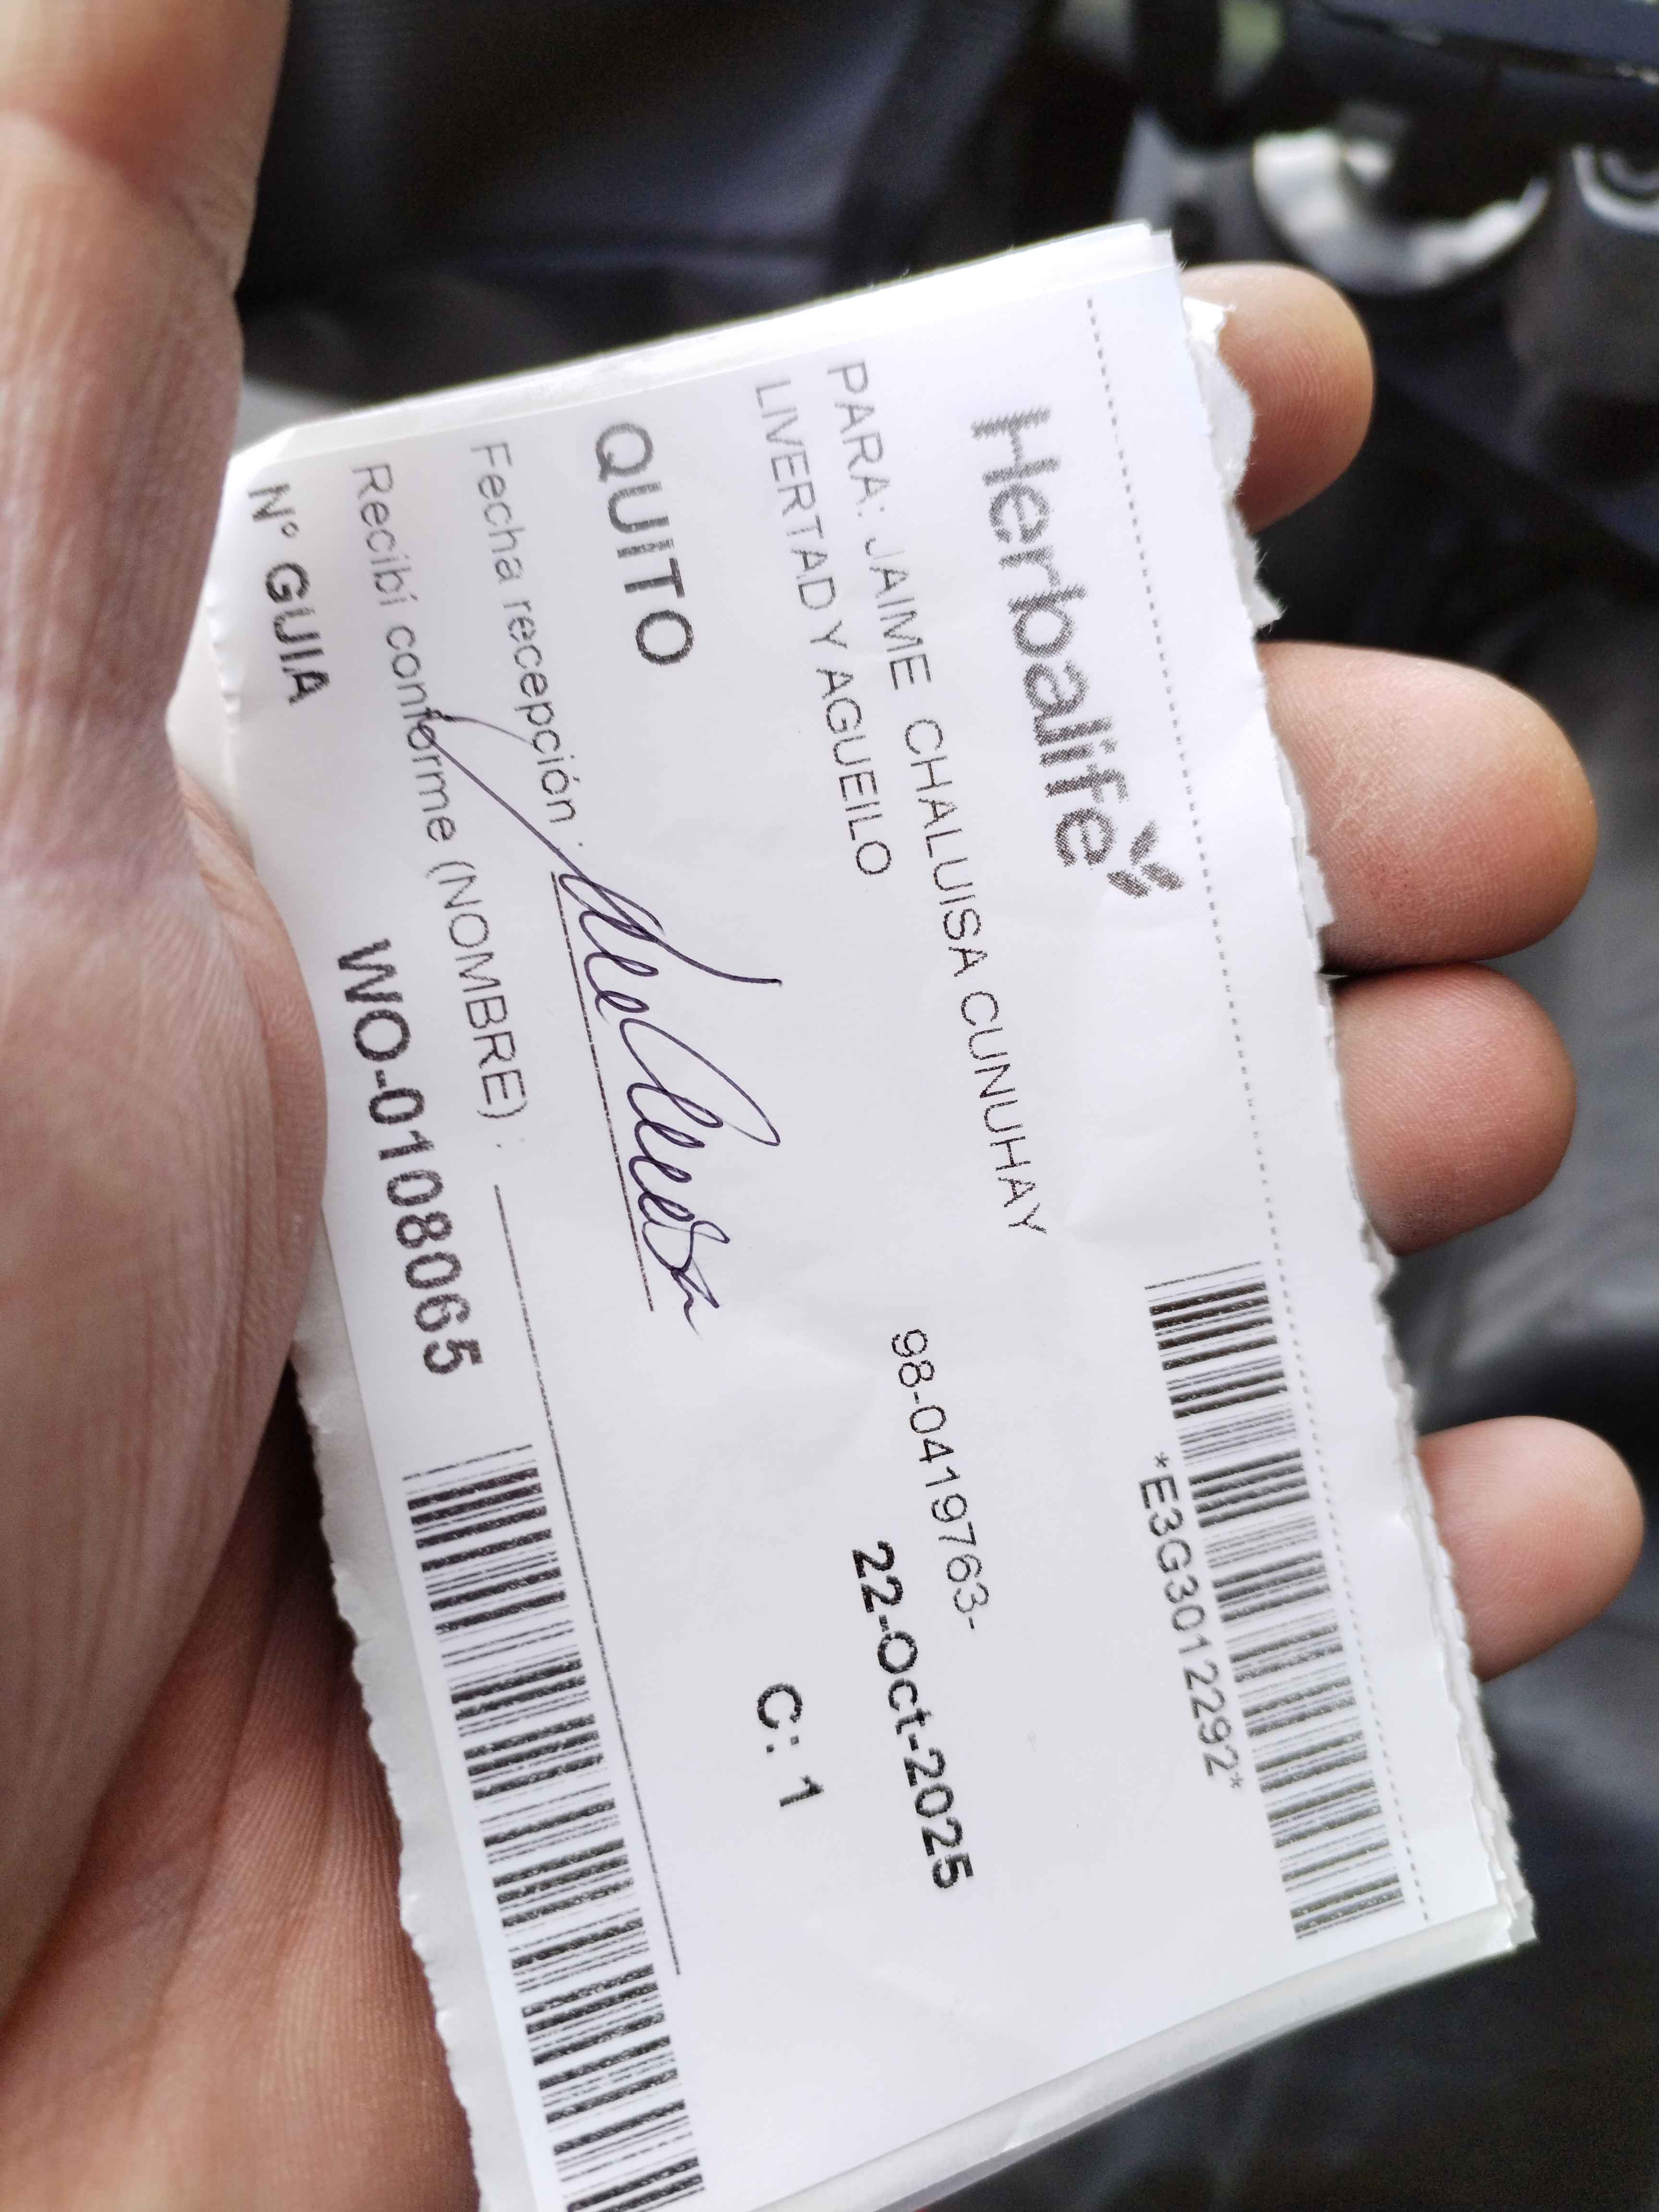 Herbalife
*E3G3012292*
PARA: JAIME CHALUISA CUNUHAY
98-0419763-
LIVERTAD Y AGUEILO
22-Oct-2025
QUITO
C: 1
Fecha recepción :
Recibí conforme (NOMBRE) :
N° GUIA WO-0108065